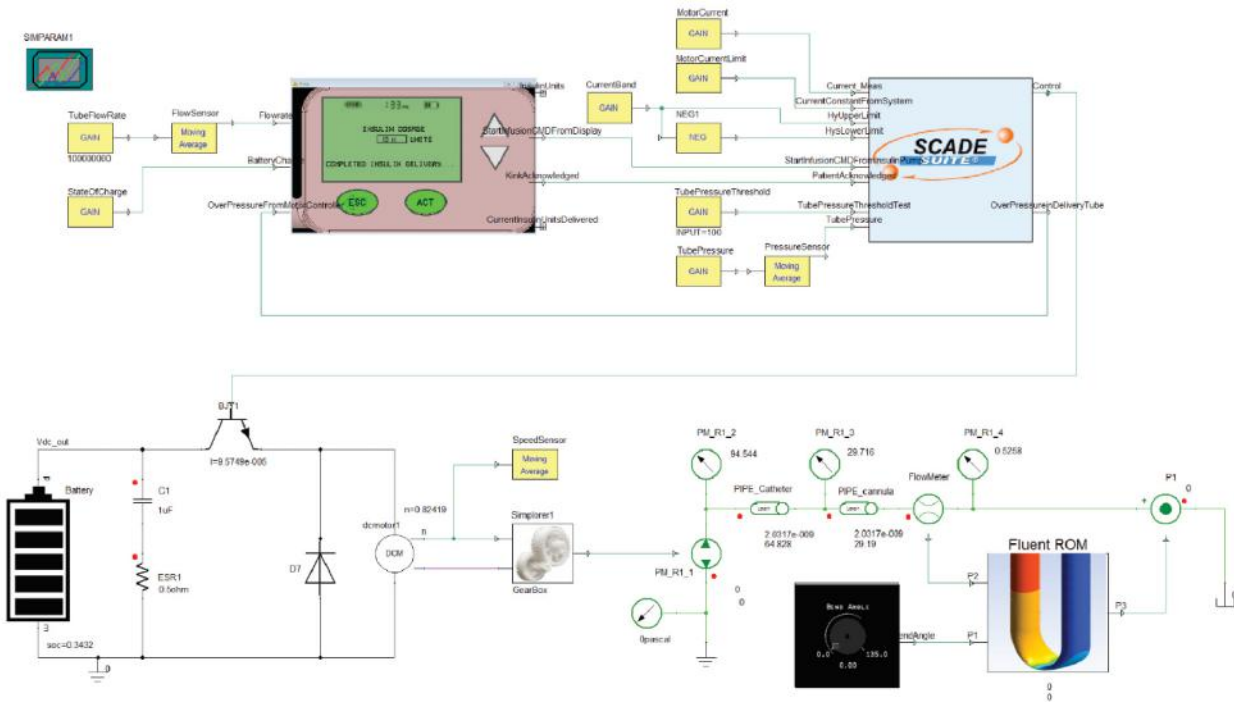 SIMPARAM1
TubeFlowRate
GAIN
100000000
FlowSensor
Moving
Average
Flowrate
StateOfCharge
GAIN
OverPressureFromMotorController
INSULIN DOSAGE
UNITS
COMPLETED INSULIN DELIVERY
ESC
ACT
InsulinUnits
StartInfusionCMDFromDisplay
KinkAcknowledged
CurrentInsulinUnitsDelivered
MotorCurrent
GAIN
MotorCurrentLimit
GAIN
CurrentBand
GAIN
NEG1
NEG
TubePressureThreshold
GAIN
INPUT=100
TubePressure
GAIN
PressureSensor
Moving
Average
Current_Meas
CurrentConstantFromSystem
HyUpperLimit
HysLowerLimit
StartInfusionCMDFromInsulinPump
PatientAcknowledged
TubePressureThresholdTest
TubePressure
SCADE
SUITE
Control
OverPressureinDeliveryTube
BJT1
I=9.5749e-005
Vdc_out
Battery
soc=0.3432
0
C1
1uF
ESR1
0.5ohm
D7
dcmotor1
DCM
n=0.82419
n
SpeedSensor
Moving
Average
Simplorer1
GearBox
PM_R1_2
94.544
PM_R1_1
0
0
0pascal
PIPE_Catheter
2.0317e-009
64.828
PM_R1_3
29.716
PIPE_cannula
2.0317e-009
29.19
FlowMeter
PM_R1_4
0.5258
P1
0
Fluent ROM
P2
P1
P3
0
0
BEND ANGLE
0.0
135.0
0.00